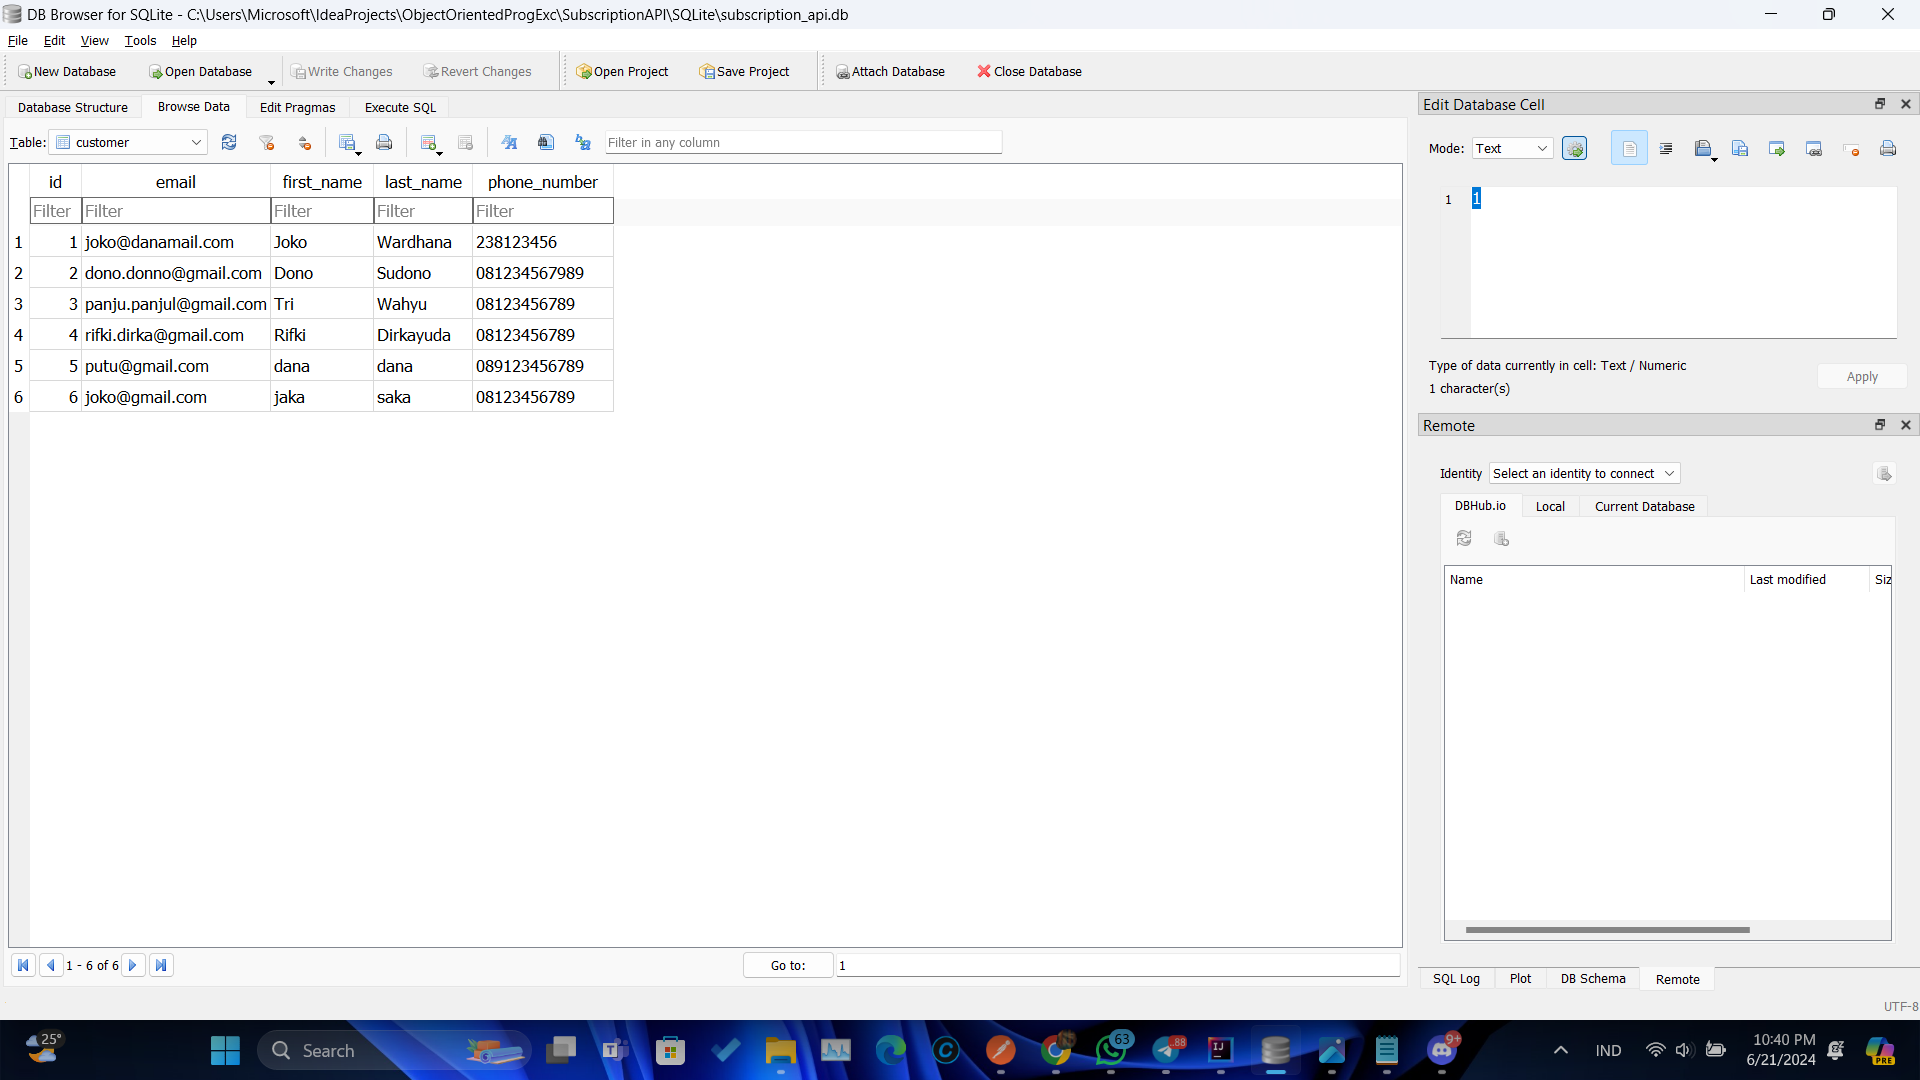 DB Browser for SQLite - C:\Users\Microsoft\IdeaProjects\ObjectOrientedProgExc\SubscriptionAPI\SQLite\subscription_api.db
File Edit View Tools Help
New Database Open Database Write Changes Revert Changes Open Project Save Project Attach Database Close Database
Database Structure Browse Data Edit Pragmas Execute SQL
Table: customer Filter in any column
id email first_name last_name phone_number
Filter Filter Filter Filter Filter
1 1 joko@danamail.com Joko Wardhana 238123456
2 2 dono.donno@gmail.com Dono Sudono 081234567989
3 3 panju.panjul@gmail.com Tri Wahyu 08123456789
4 4 rifki.dirka@gmail.com Rifki Dirkayuda 08123456789
5 5 putu@gmail.com dana dana 089123456789
6 6 joko@gmail.com jaka saka 08123456789
1 - 6 of 6 Go to: 1
Edit Database Cell
Mode: Text
1 1
Type of data currently in cell: Text / Numeric
1 character(s)
Apply
Remote
Identity Select an identity to connect
DBHub.io Local Current Database
Name Last modified Siz
SQL Log Plot DB Schema Remote
UTF-8
25° Search 63 88 9+ IND 10:40 PM
6/21/2024
PRE